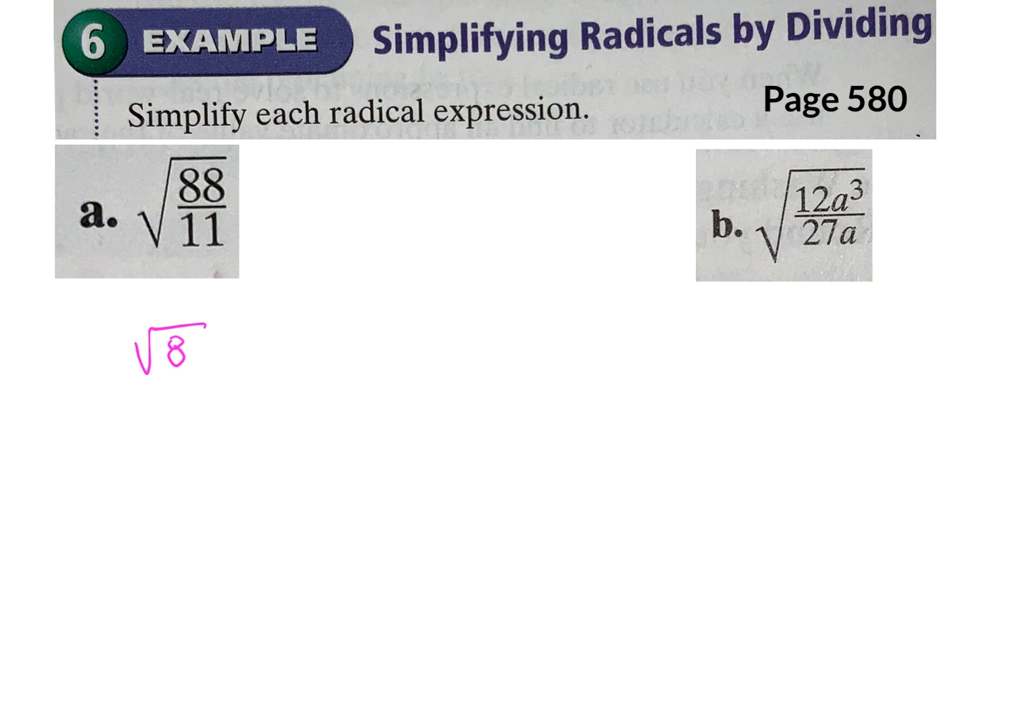 6 EXAMPLE Simplifying Radicals by Dividing
Simplify each radical expression.
Page 580
a. √(88/11)
b. √(12a³/27a)
√8